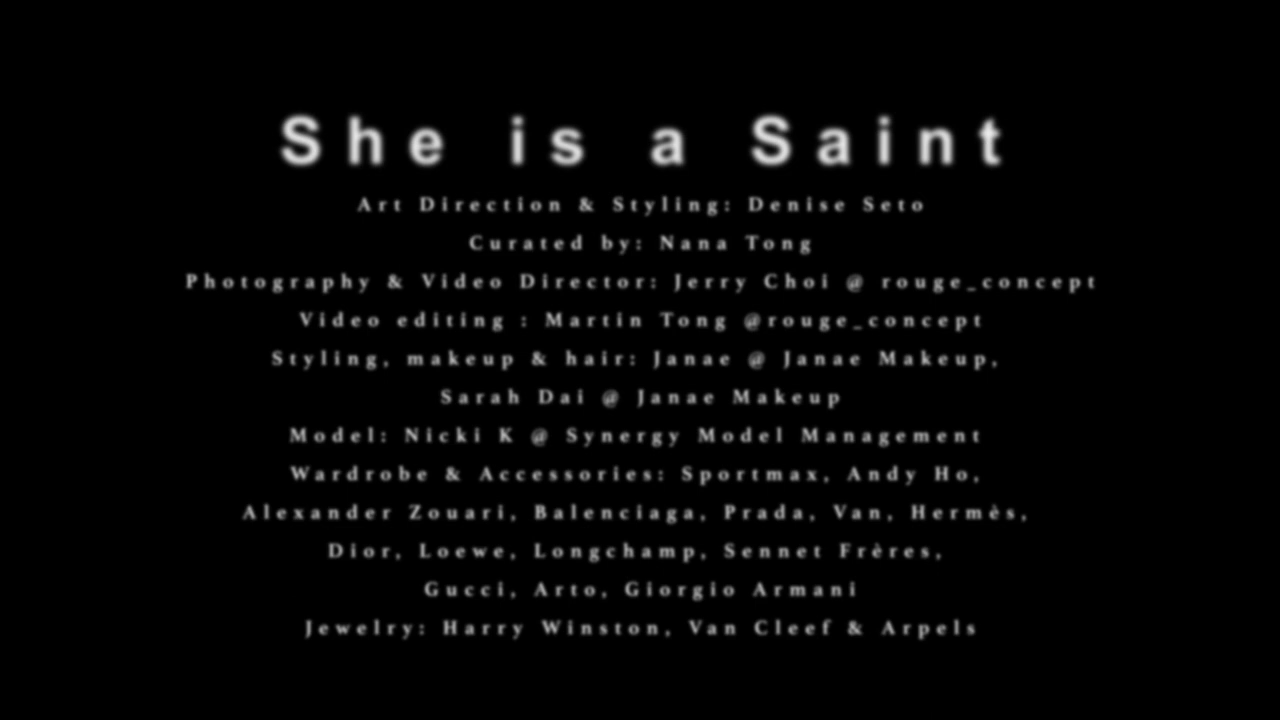 She is a Saint
Art Direction & Styling: Denise Seto
Curated by: Nana Tong
Photography & Video Director: Jerry Choi @ rouge_concept
Video editing : Martin Tong @rouge_concept
Styling, makeup & hair: Janae @ Janae Makeup,
Sarah Dai @ Janae Makeup
Model: Nicki K @ Synergy Model Management
Wardrobe & Accessories: Sportmax, Andy Ho,
Alexander Zouari, Balenciaga, Prada, Van, Hermès,
Dior, Loewe, Longchamp, Sennet Frères,
Gucci, Arto, Giorgio Armani
Jewelry: Harry Winston, Van Cleef & Arpels